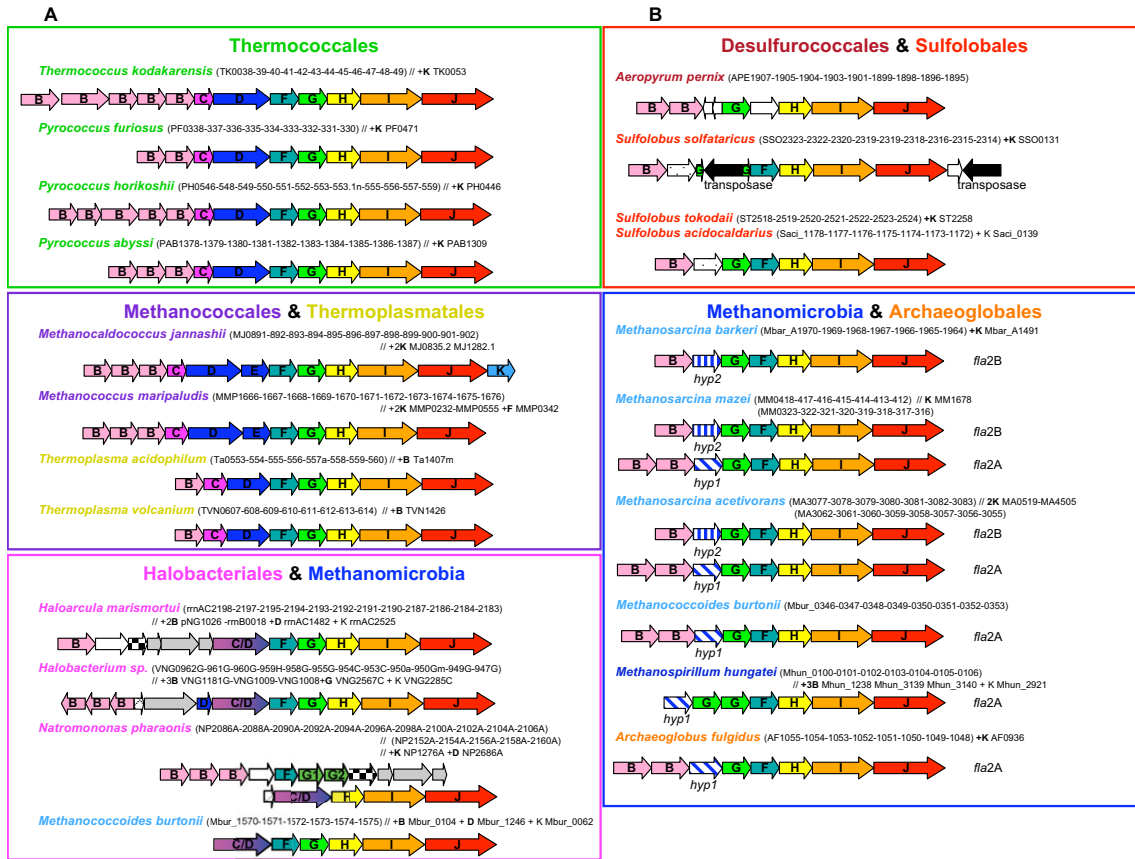 A
Thermococcales
Thermococcus kodakarensis (TK0038-39-40-41-42-43-44-45-46-47-48-49) // +K TK0053
B B B B B C D F G H I J
Pyrococcus furiosus (PF0338-337-336-335-334-333-332-331-330) // +K PF0471
B B C D F G H I J
Pyrococcus horikoshii (PH0546-548-549-550-551-552-553-553.1n-555-556-557-559) // +K PH0446
B B B B B C D F G H I J
Pyrococcus abyssi (PAB1378-1379-1380-1381-1382-1383-1384-1385-1386-1387) // +K PAB1309
B B B C D F G H I J
Methanococcales & Thermoplasmatales
Methanocaldococcus jannashii (MJ0891-892-893-894-895-896-897-898-899-900-901-902)
// +2K MJ0835.2 MJ1282.1
B B B C D E F G H I J K
Methanococcus maripaludis (MMP1666-1667-1668-1669-1670-1671-1672-1673-1674-1675-1676)
// +2K MMP0232-MMP0555 +F MMP0342
B B B C D E F G H I J
Thermoplasma acidophilum (Ta0553-554-555-556-557a-558-559-560) // +B Ta1407m
B C D F G H I J
Thermoplasma volcanium (TVN0607-608-609-610-611-612-613-614) // +B TVN1426
B C D F G H I J
Halobacteriales & Methanomicrobia
Haloarcula marismortui (rrnAC2198-2197-2195-2194-2193-2192-2191-2190-2187-2186-2184-2183)
// +2B pNG1026 -rrnB0018 +D rrnAC1482 + K rrnAC2525
B C/D F G H I J
Halobacterium sp. (VNG0962G-961G-960G-959H-958G-955G-954C-953C-950a-950Gm-949G-947G)
// +3B VNG1181G-VNG1009-VNG1008+G VNG2567C + K VNG2285C
B B B D C/D F G H I J
Natromononas pharaonis (NP2086A-2088A-2090A-2092A-2094A-2096A-2098A-2100A-2102A-2104A-2106A)
// (NP2152A-2154A-2156A-2158A-2160A)
// +K NP1276A +D NP2686A
B B B F G1 G2
C/D H I J
Methanococcoides burtonii (Mbur_1570-1571-1572-1573-1574-1575) // +B Mbur_0104 + D Mbur_1246 + K Mbur_0062
C/D F G H I J
B
Desulfurococcales & Sulfolobales
Aeropyrum pernix (APE1907-1905-1904-1903-1901-1899-1898-1896-1895)
B B G H I J
Sulfolobus solfataricus (SSO2323-2322-2320-2319-2319-2318-2316-2315-2314) +K SSO0131
B G G F H I J
transposase transposase
Sulfolobus tokodaii (ST2518-2519-2520-2521-2522-2523-2524) +K ST2258
Sulfolobus acidocaldarius (Saci_1178-1177-1176-1175-1174-1173-1172) + K Saci_0139
B G F H I J
Methanomicrobia & Archaeoglobales
Methanosarcina barkeri (Mbar_A1970-1969-1968-1967-1966-1965-1964) +K Mbar_A1491
B G F H I J fla2B
hyp2
Methanosarcina mazei (MM0418-417-416-415-414-413-412) // K MM1678
(MM0323-322-321-320-319-318-317-316)
B G F H I J fla2B
hyp2
B B G F H I J fla2A
hyp1
Methanosarcina acetivorans (MA3077-3078-3079-3080-3081-3082-3083) // 2K MA0519-MA4505
(MA3062-3061-3060-3059-3058-3057-3056-3055)
B G F H I J fla2B
hyp2
B B G F H I J fla2A
hyp1
Methanococcoides burtonii (Mbur_0346-0347-0348-0349-0350-0351-0352-0353)
B B G F H I J fla2A
hyp1
Methanospirillum hungatei (Mhun_0100-0101-0102-0103-0104-0105-0106)
// +3B Mhun_1238 Mhun_3139 Mhun_3140 + K Mhun_2921
G G F H I J fla2A
hyp1
Archaeoglobus fulgidus (AF1055-1054-1053-1052-1051-1050-1049-1048) +K AF0936
B B G F H I J fla2A
hyp1